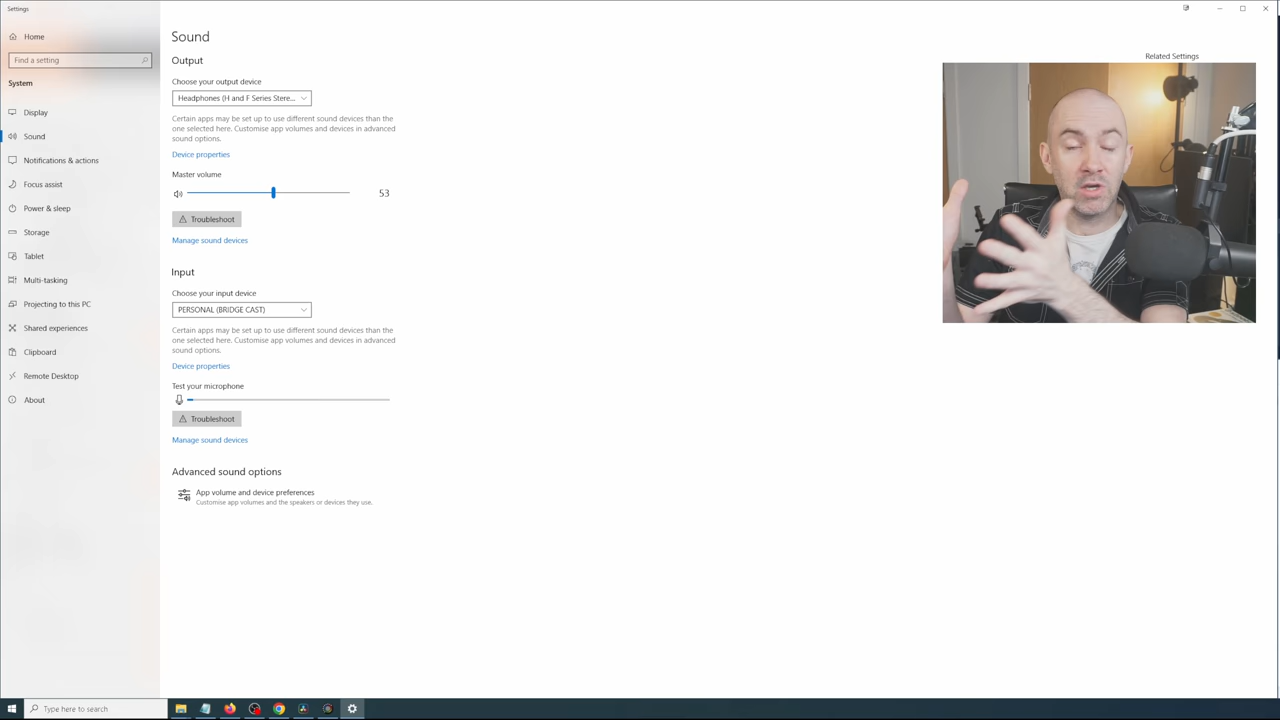 Settings
Home
Find a setting
System
Display
Sound
Notifications & actions
Focus assist
Power & sleep
Storage
Tablet
Multi-tasking
Projecting to this PC
Shared experiences
Clipboard
Remote Desktop
About
Sound
Output
Choose your output device
Headphones (H and F Series Stere...
Certain apps may be set up to use different sound devices than the
one selected here. Customise app volumes and devices in advanced
sound options.
Device properties
Master volume
53
Troubleshoot
Manage sound devices
Input
Choose your input device
PERSONAL (BRIDGE CAST)
Certain apps may be set up to use different sound devices than the
one selected here. Customise app volumes and devices in advanced
sound options.
Device properties
Test your microphone
Troubleshoot
Manage sound devices
Advanced sound options
App volume and device preferences
Customise app volumes and the speakers or devices they use.
Related Settings
Type here to search